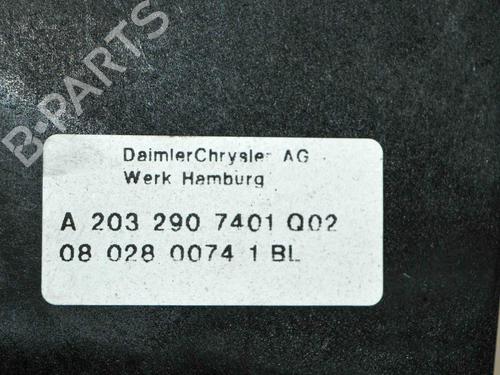 B-PARTS
DaimlerChrysler AG
Werk Hamburg
A 203 290 7401 Q02
08 028 0074 1 BL